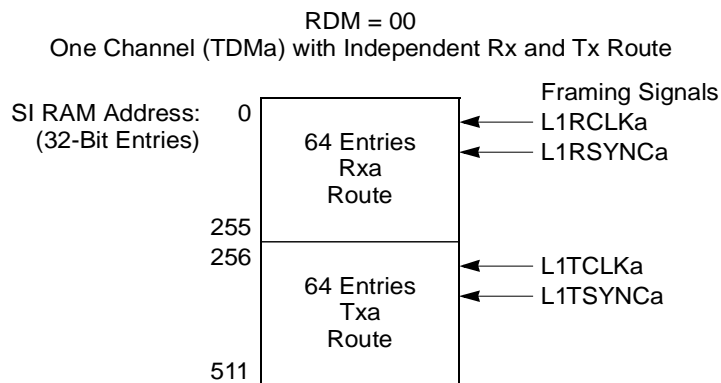 RDM = 00
One Channel (TDMa) with Independent Rx and Tx Route
Framing Signals
SI RAM Address: 0
(32-Bit Entries)
L1RCLKa
64 Entries
L1RSYNCa
Rxa
Route
255
256
L1TCLKa
64 Entries
L1TSYNCa
Txa
Route
511